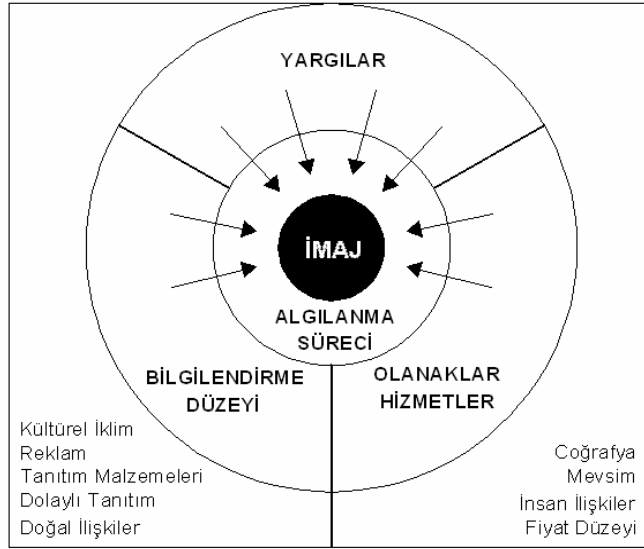 YARGILAR
İMAJ
ALGILANMA
SÜRECİ
BİLGİLENDİRME
DÜZEYİ
OLANAKLAR
HİZMETLER
Kültürel İklim
Reklam
Tanıtım Malzemeleri
Dolaylı Tanıtım
Doğal İlişkiler
Coğrafya
Mevsim
İnsan İlişkiler
Fiyat Düzeyi